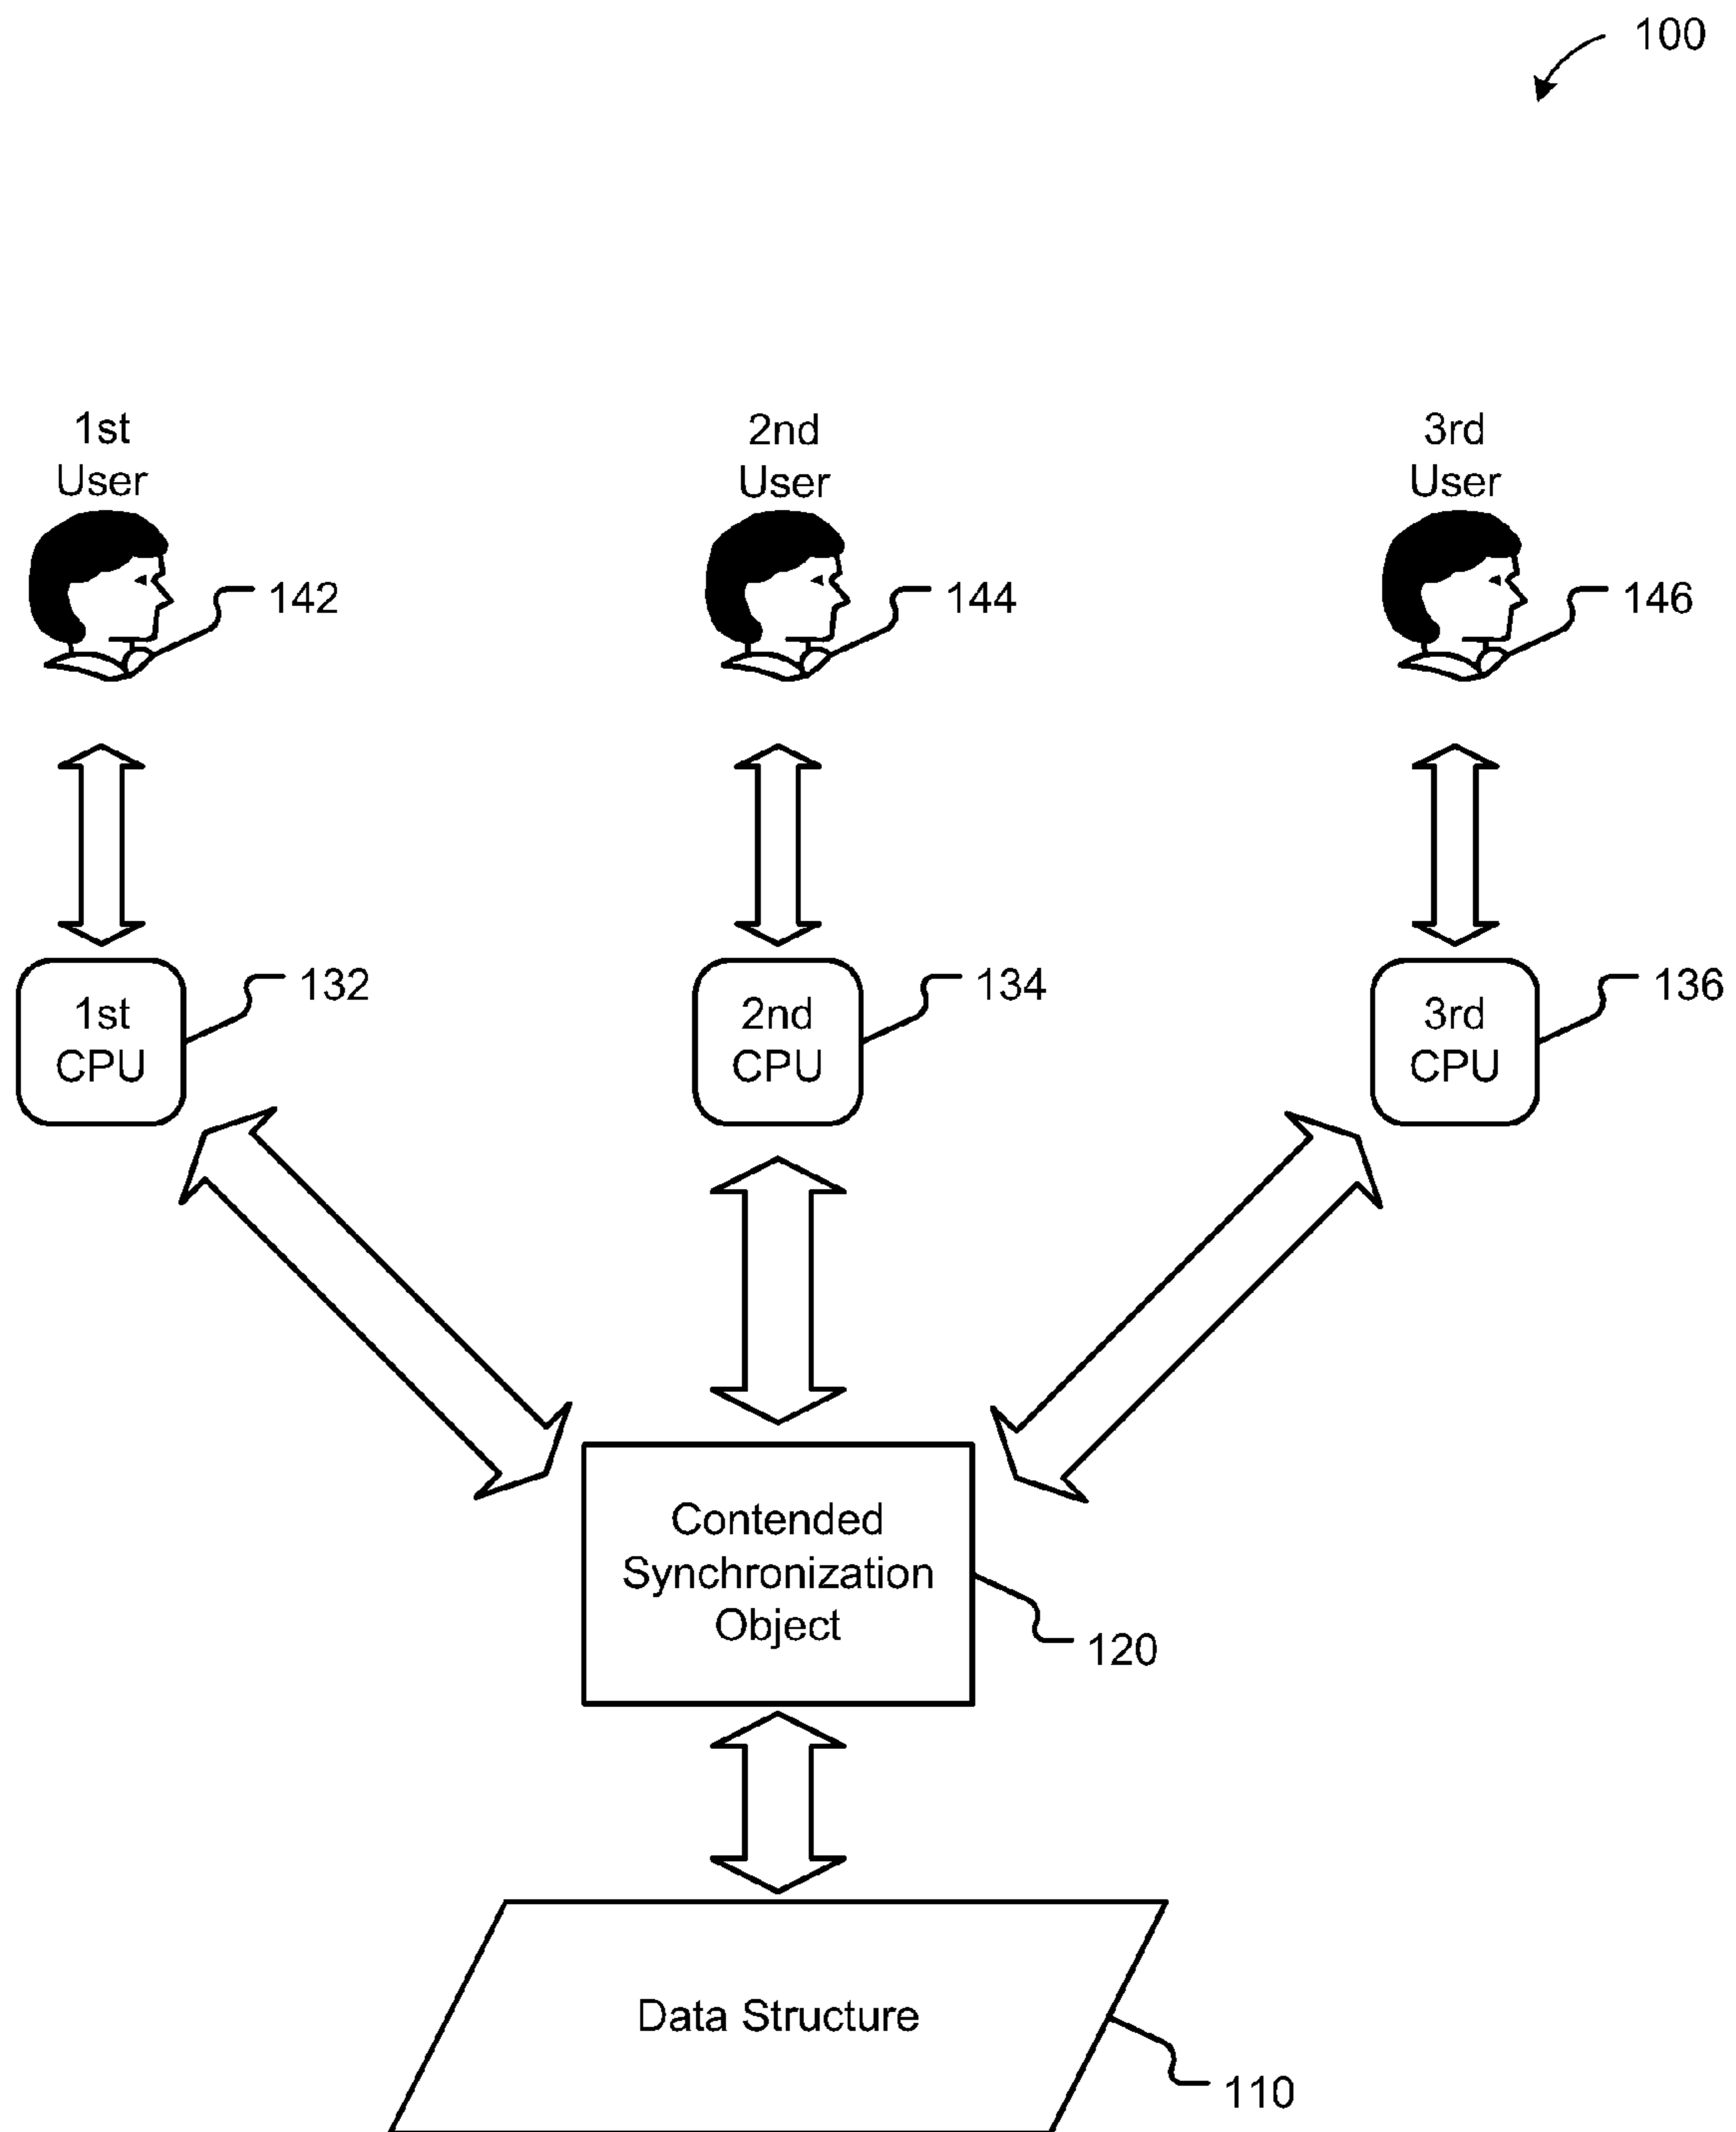 100
1st
User
2nd
User
3rd
User
142
144
146
1st
CPU
132
2nd
CPU
134
3rd
CPU
136
Contended
Synchronization
Object
120
Data Structure
110